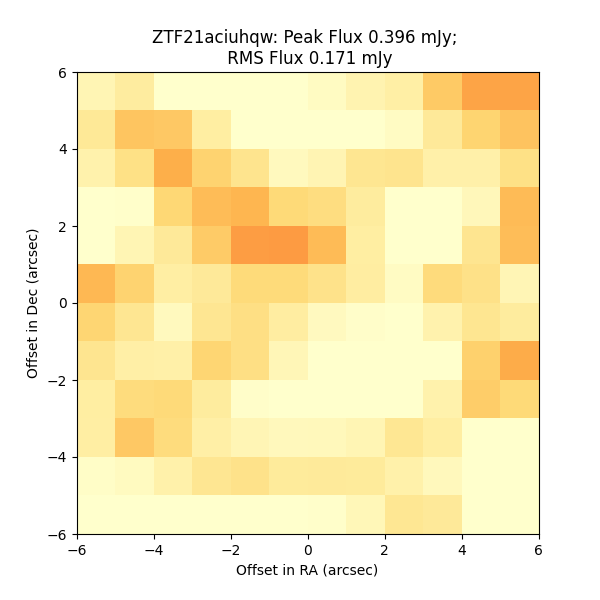 ZTF21aciuhqw: Peak Flux 0.396 mJy;
RMS Flux 0.171 mJy
6
4
2
0
−2
−4
−6
Offset in Dec (arcsec)
−6 −4 −2 0 2 4 6
Offset in RA (arcsec)